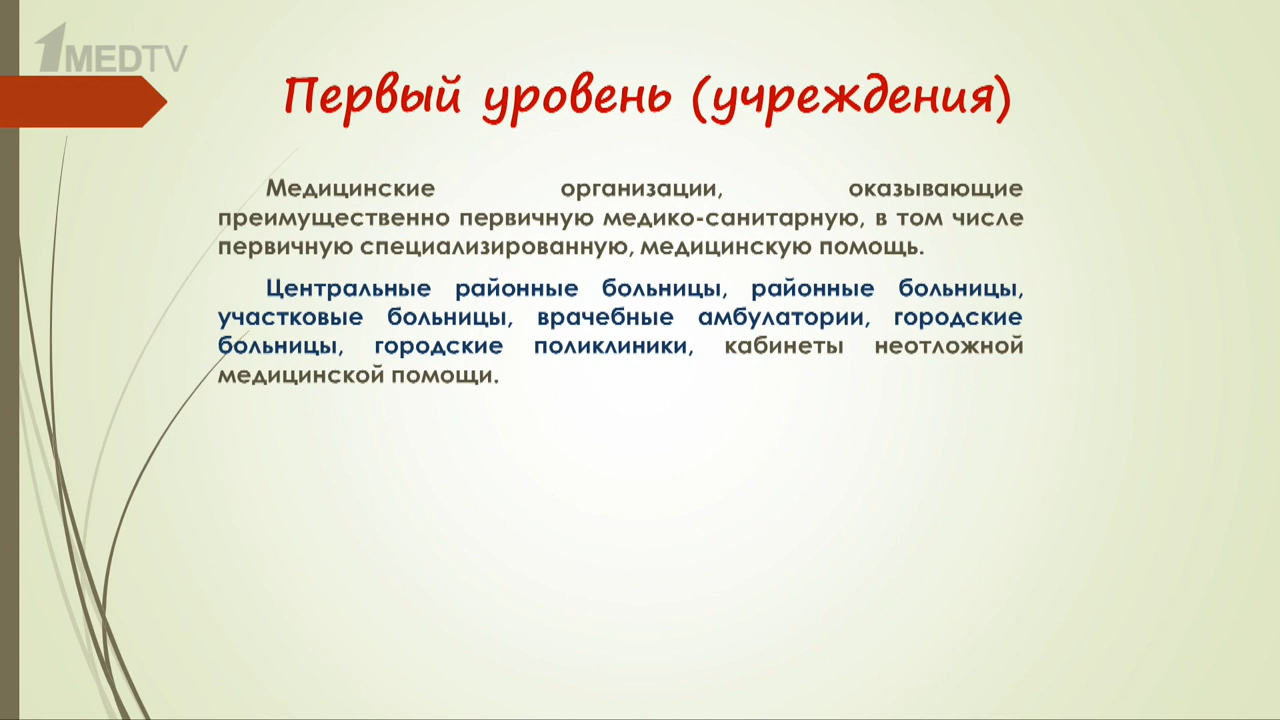 1MEDTV
Первый уровень (учреждения)
Медицинские организации, оказывающие
преимущественно первичную медико-санитарную, в том числе
первичную специализированную, медицинскую помощь.
Центральные районные больницы, районные больницы,
участковые больницы, врачебные амбулатории, городские
больницы, городские поликлиники, кабинеты неотложной
медицинской помощи.